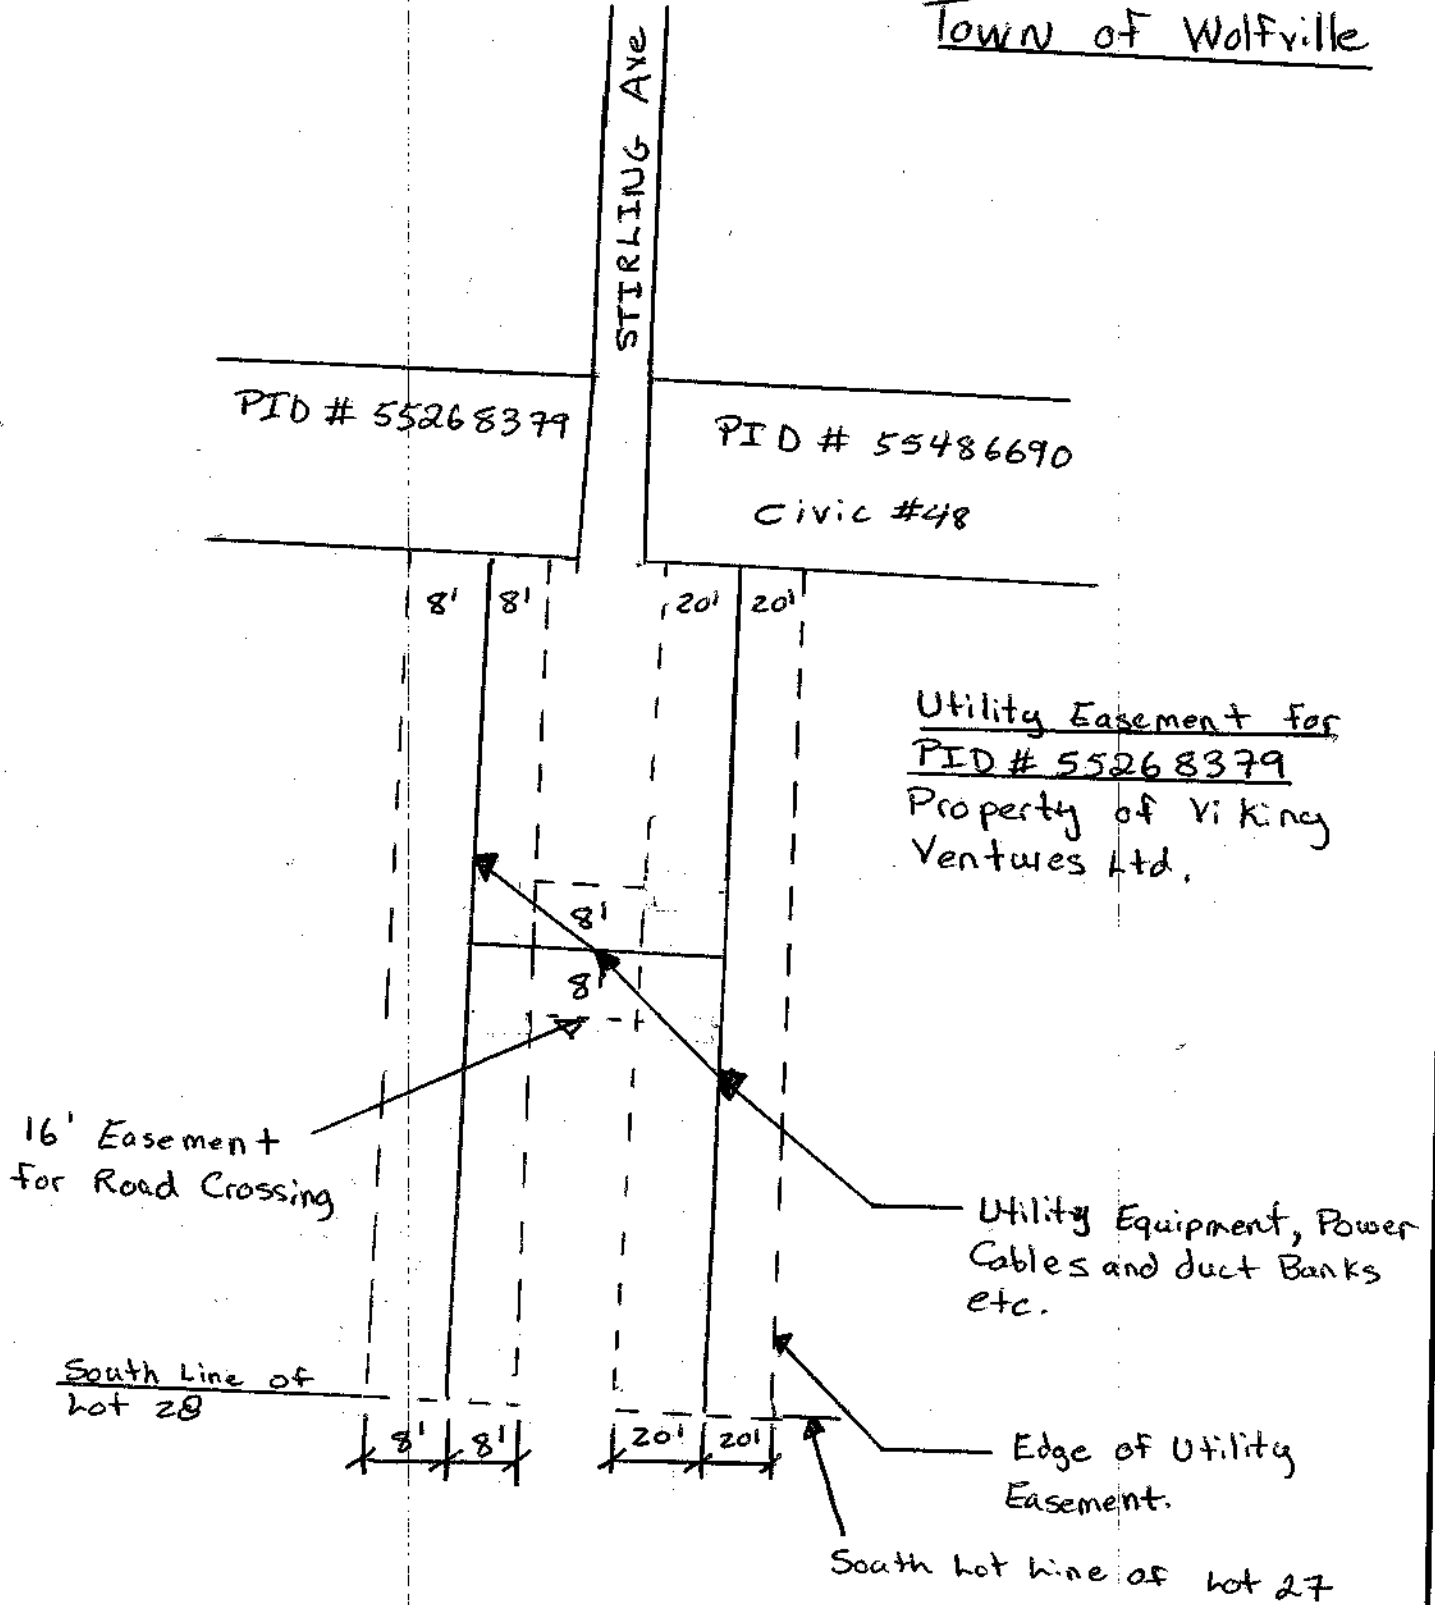 Town of Wolfville
STIRLING Ave
PID # 55268379
PID # 55486690
Civic #48
8' 8' 20' 20'
Utility Easement for
PID # 55268379
Property of Viking
Ventures Ltd.
8'
8'
16' Easement
for Road Crossing
Utility Equipment, Power
Cables and duct Banks
etc.
South Line of
Lot 28
8' 8' 20' 20'
Edge of Utility
Easement.
South Lot Line of Lot 27